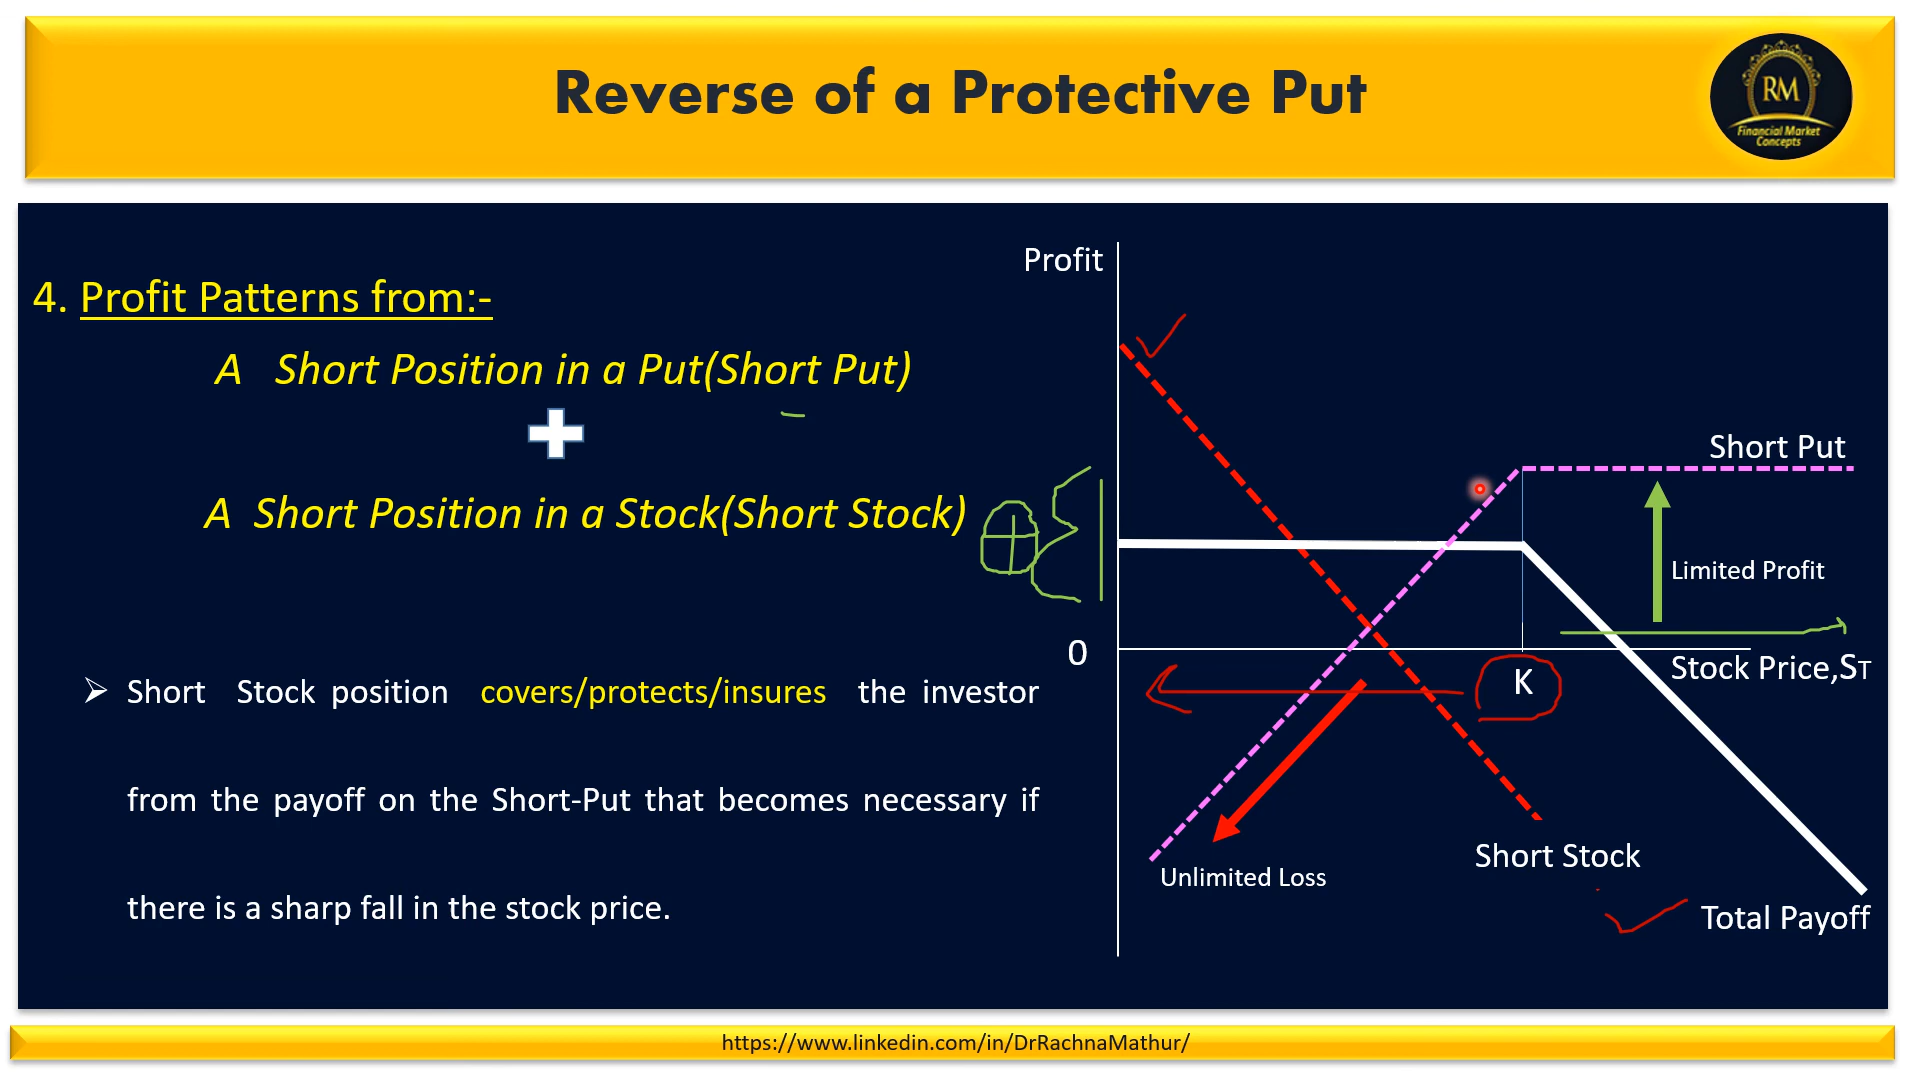 Reverse of a Protective Put
RM
Financial Market
Concepts
4. Profit Patterns from:-
A Short Position in a Put(Short Put)
A Short Position in a Stock(Short Stock)
➢ Short Stock position covers/protects/insures the investor
from the payoff on the Short-Put that becomes necessary if
there is a sharp fall in the stock price.
Profit
Short Put
Limited Profit
0
K
Stock Price,ST
Unlimited Loss
Short Stock
Total Payoff
https://www.linkedin.com/in/DrRachnaMathur/